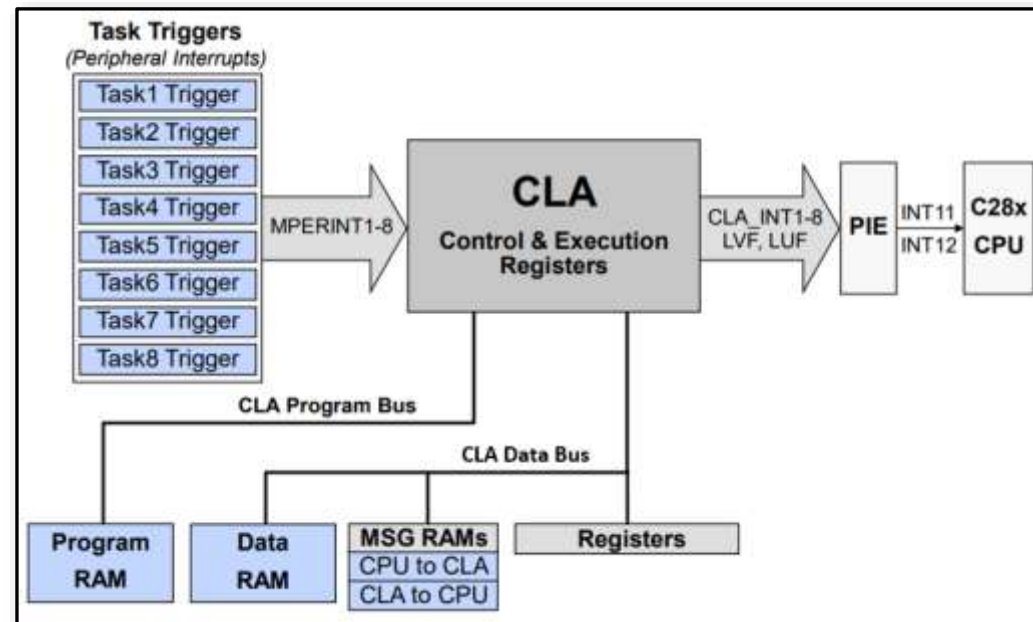 Task Triggers
(Peripheral Interrupts)
Task1 Trigger
Task2 Trigger
Task3 Trigger
Task4 Trigger
Task5 Trigger
Task6 Trigger
Task7 Trigger
Task8 Trigger
MPERINT1-8
CLA
Control & Execution
Registers
CLA_INT1-8
LVF, LUF
PIE
INT11
INT12
C28x
CPU
CLA Program Bus
CLA Data Bus
Program
RAM
Data
RAM
MSG RAMs
CPU to CLA
CLA to CPU
Registers